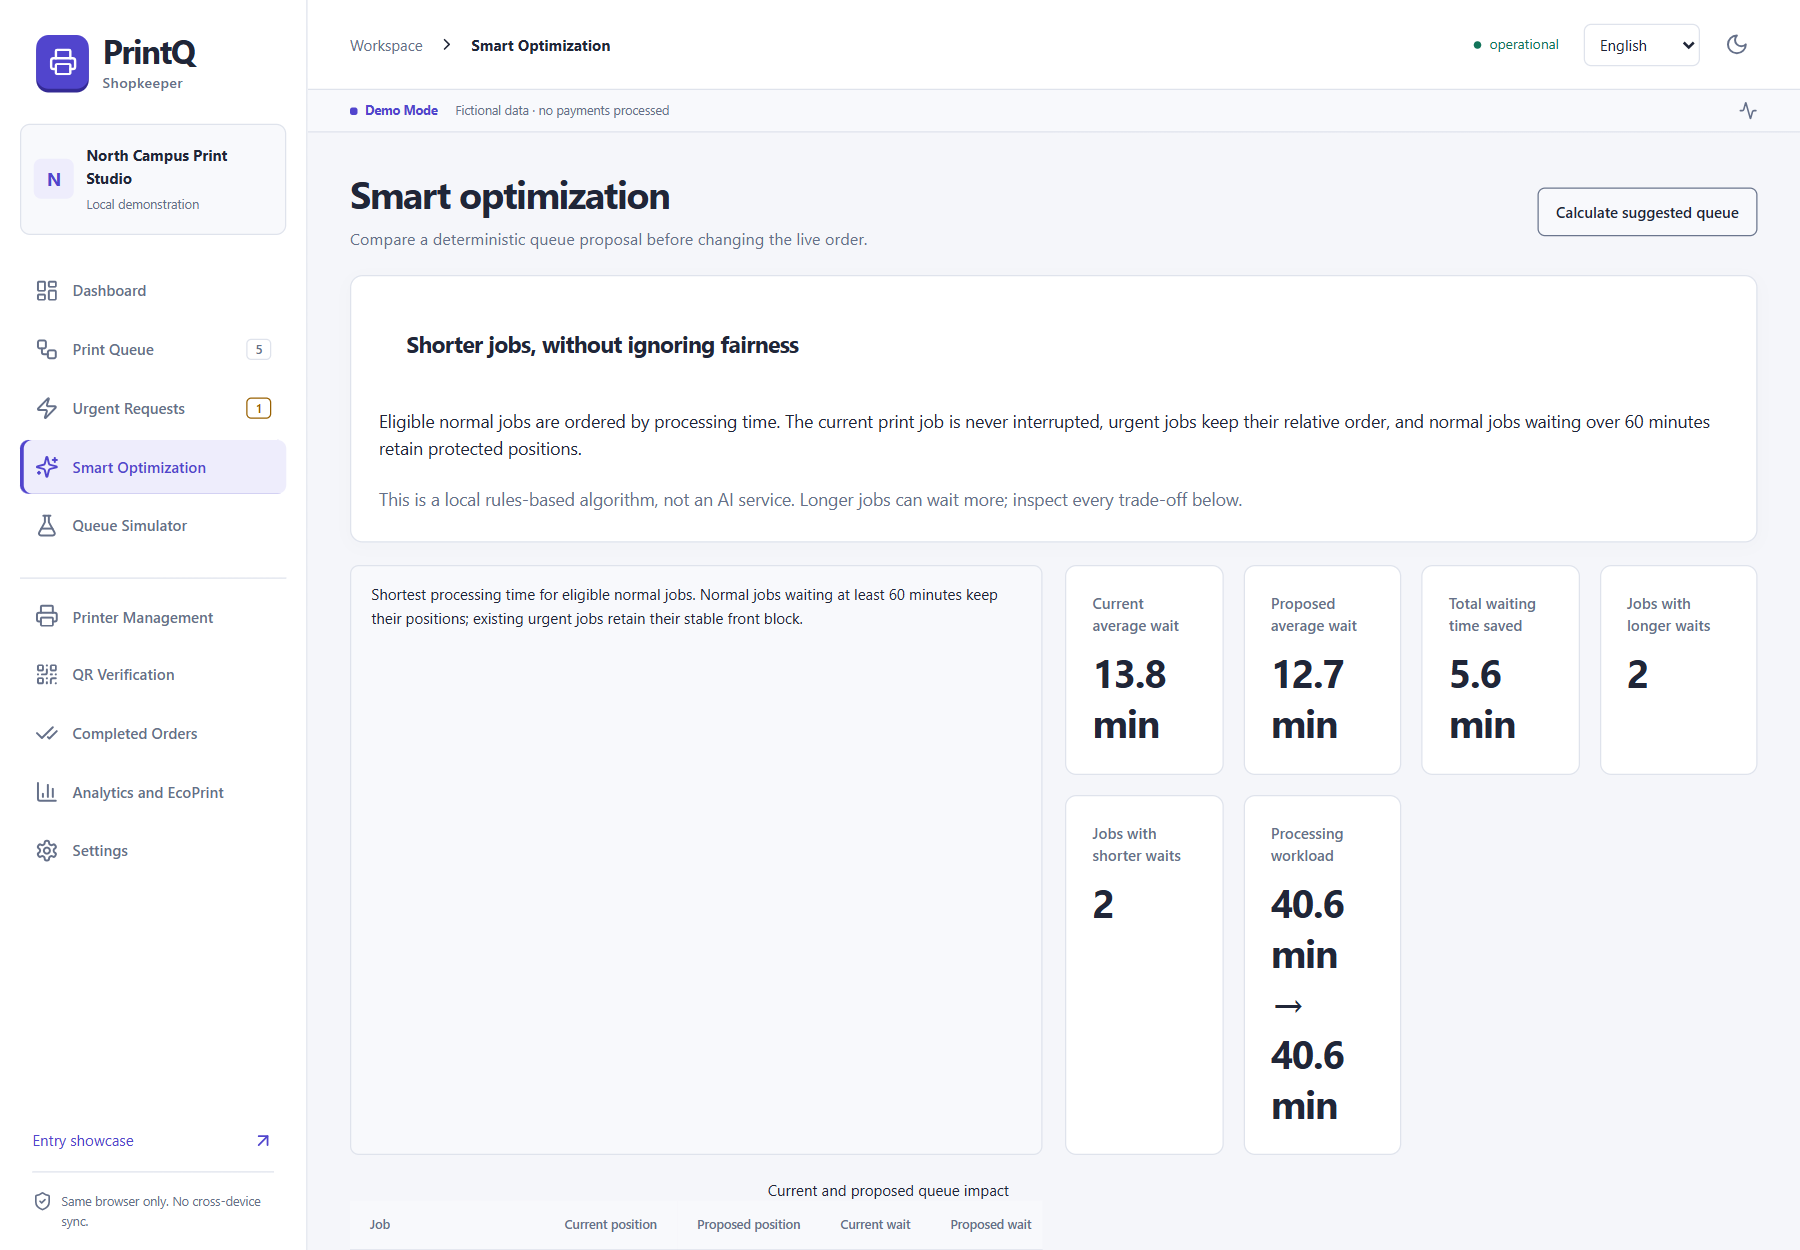 PrintQ
Shopkeeper
N
North Campus Print
Studio
Local demonstration
Dashboard
Print Queue
5
Urgent Requests
1
Smart Optimization
Queue Simulator
Printer Management
QR Verification
Completed Orders
Analytics and EcoPrint
Settings
Entry showcase
Same browser only. No cross-device
sync.
Workspace
Smart Optimization
operational
English
Demo Mode
Fictional data · no payments processed
Smart optimization
Compare a deterministic queue proposal before changing the live order.
Calculate suggested queue
Shorter jobs, without ignoring fairness
Eligible normal jobs are ordered by processing time. The current print job is never interrupted, urgent jobs keep their relative order, and normal jobs waiting over 60 minutes
retain protected positions.
This is a local rules-based algorithm, not an AI service. Longer jobs can wait more; inspect every trade-off below.
Shortest processing time for eligible normal jobs. Normal jobs waiting at least 60 minutes keep
their positions; existing urgent jobs retain their stable front block.
Current
average wait
13.8
min
Proposed
average wait
12.7
min
Total waiting
time saved
5.6
min
Jobs with
longer waits
2
Jobs with
shorter waits
2
Processing
workload
40.6
min
→
40.6
min
Current and proposed queue impact
Job
Current position
Proposed position
Current wait
Proposed wait